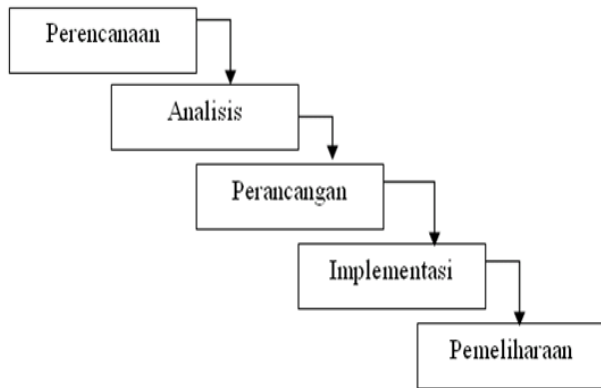 Perencanaan
Analisis
Perancangan
Implementasi
Pemeliharaan